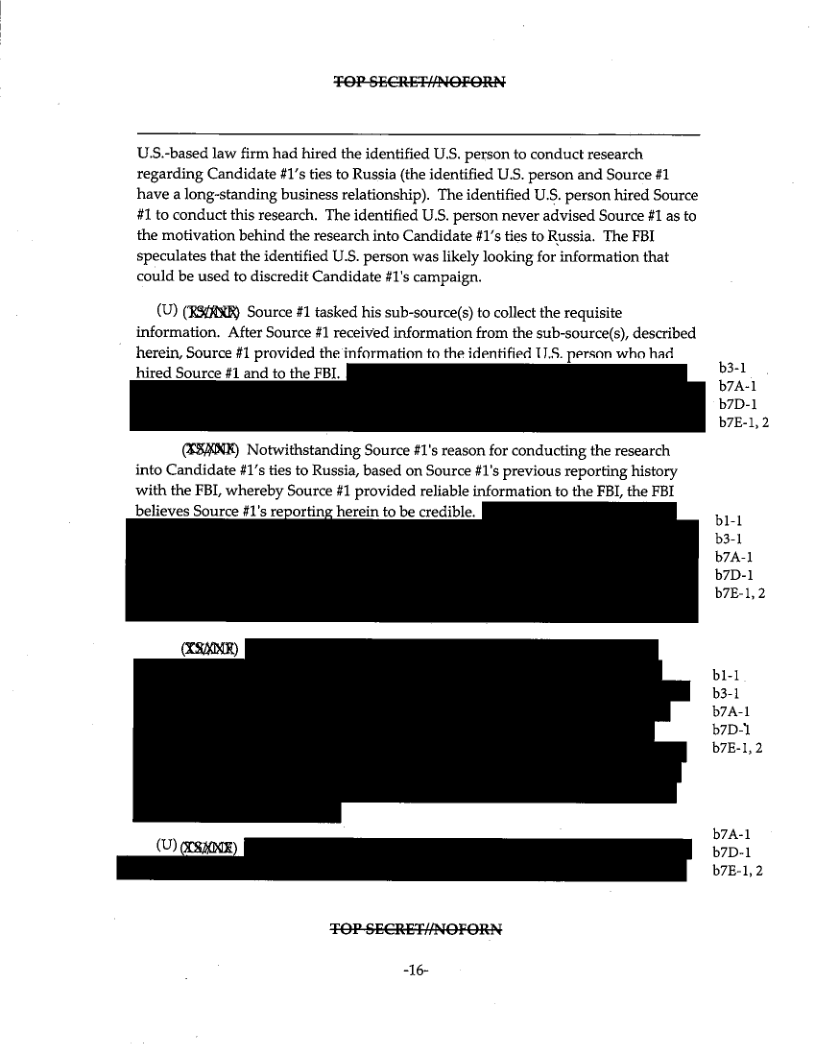 TOP SECRET//NOFORN
U.S.-based law firm had hired the identified U.S. person to conduct research
regarding Candidate #1's ties to Russia (the identified U.S. person and Source #1
have a long-standing business relationship). The identified U.S. person hired Source
#1 to conduct this research. The identified U.S. person never advised Source #1 as to
the motivation behind the research into Candidate #1's ties to Russia. The FBI
speculates that the identified U.S. person was likely looking for information that
could be used to discredit Candidate #1's campaign.
(U) (TS//NF) Source #1 tasked his sub-source(s) to collect the requisite
information. After Source #1 received information from the sub-source(s), described
herein, Source #1 provided the information to the identified U.S. person who had
hired Source #1 and to the FBI.
b3-1
b7A-1
b7D-1
b7E-1, 2
(TS//NF) Notwithstanding Source #1's reason for conducting the research
into Candidate #1's ties to Russia, based on Source #1's previous reporting history
with the FBI, whereby Source #1 provided reliable information to the FBI, the FBI
believes Source #1's reporting herein to be credible.
b1-1
b3-1
b7A-1
b7D-1
b7E-1, 2
(TS//NF)
b1-1
b3-1
b7A-1
b7D-1
b7E-1, 2
(U) (TS//NF)
b7A-1
b7D-1
b7E-1, 2
TOP SECRET//NOFORN
-16-